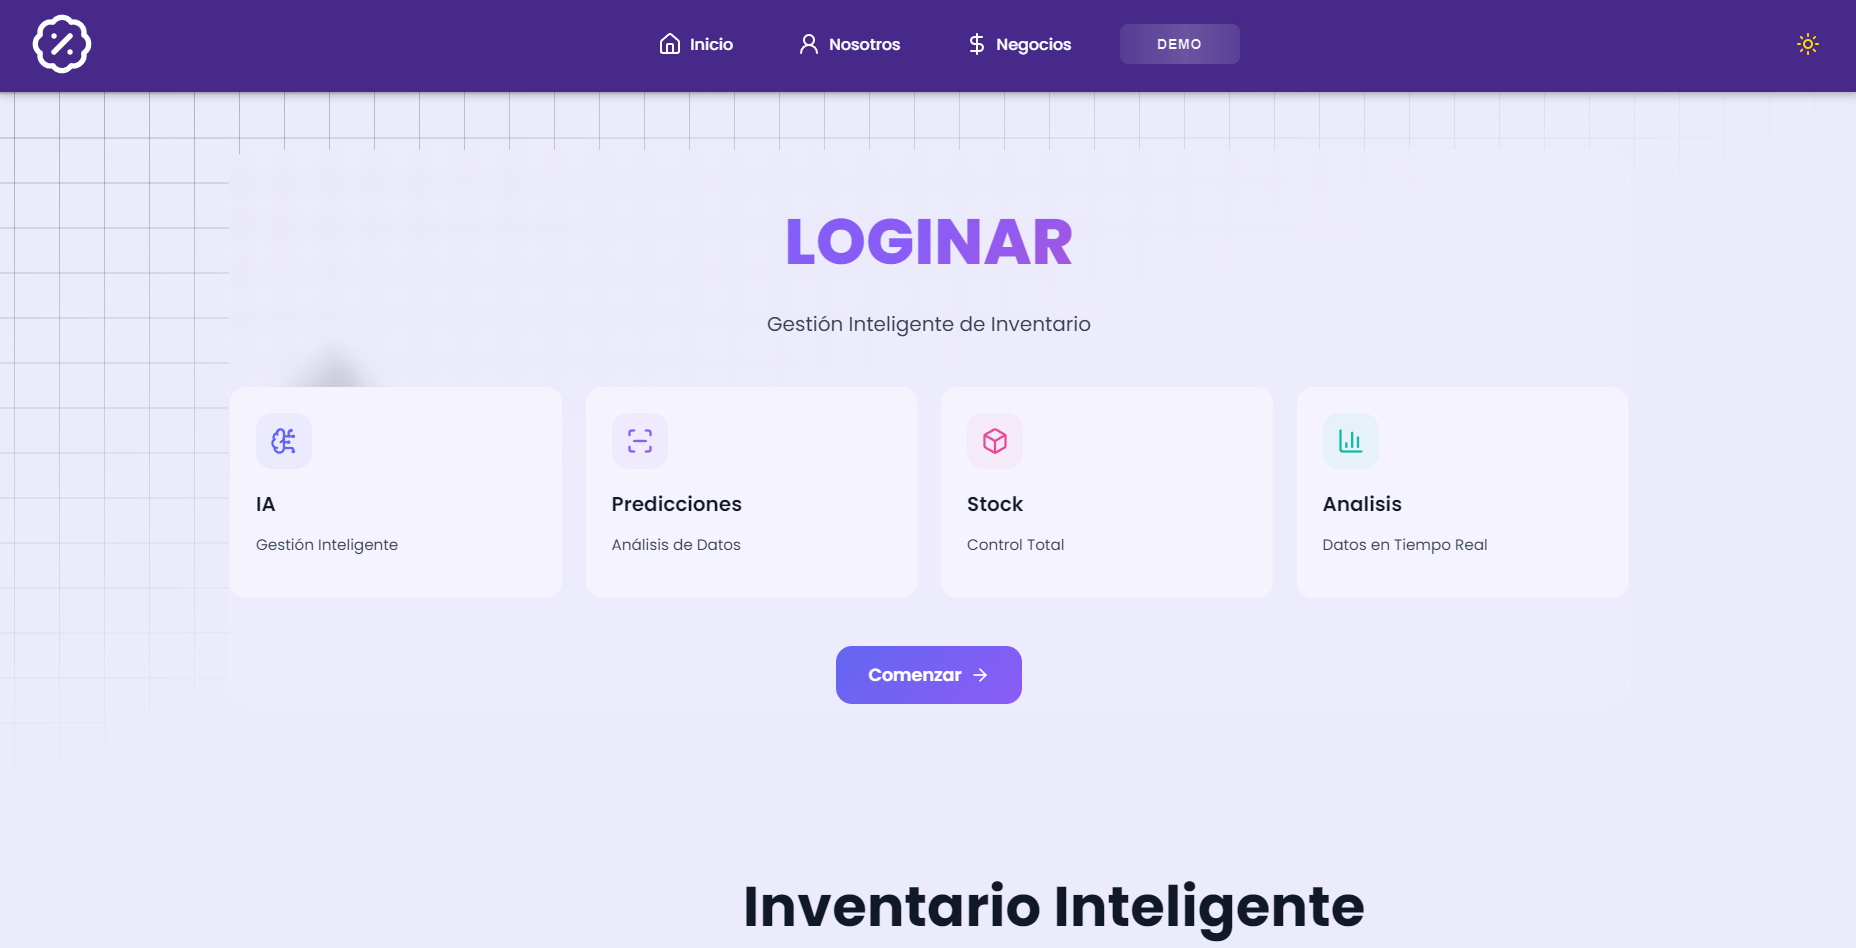 Inicio
Nosotros
Negocios
DEMO
LOGINAR
Gestión Inteligente de Inventario
IA
Gestión Inteligente
Predicciones
Análisis de Datos
Stock
Control Total
Analisis
Datos en Tiempo Real
Comenzar
Inventario Inteligente